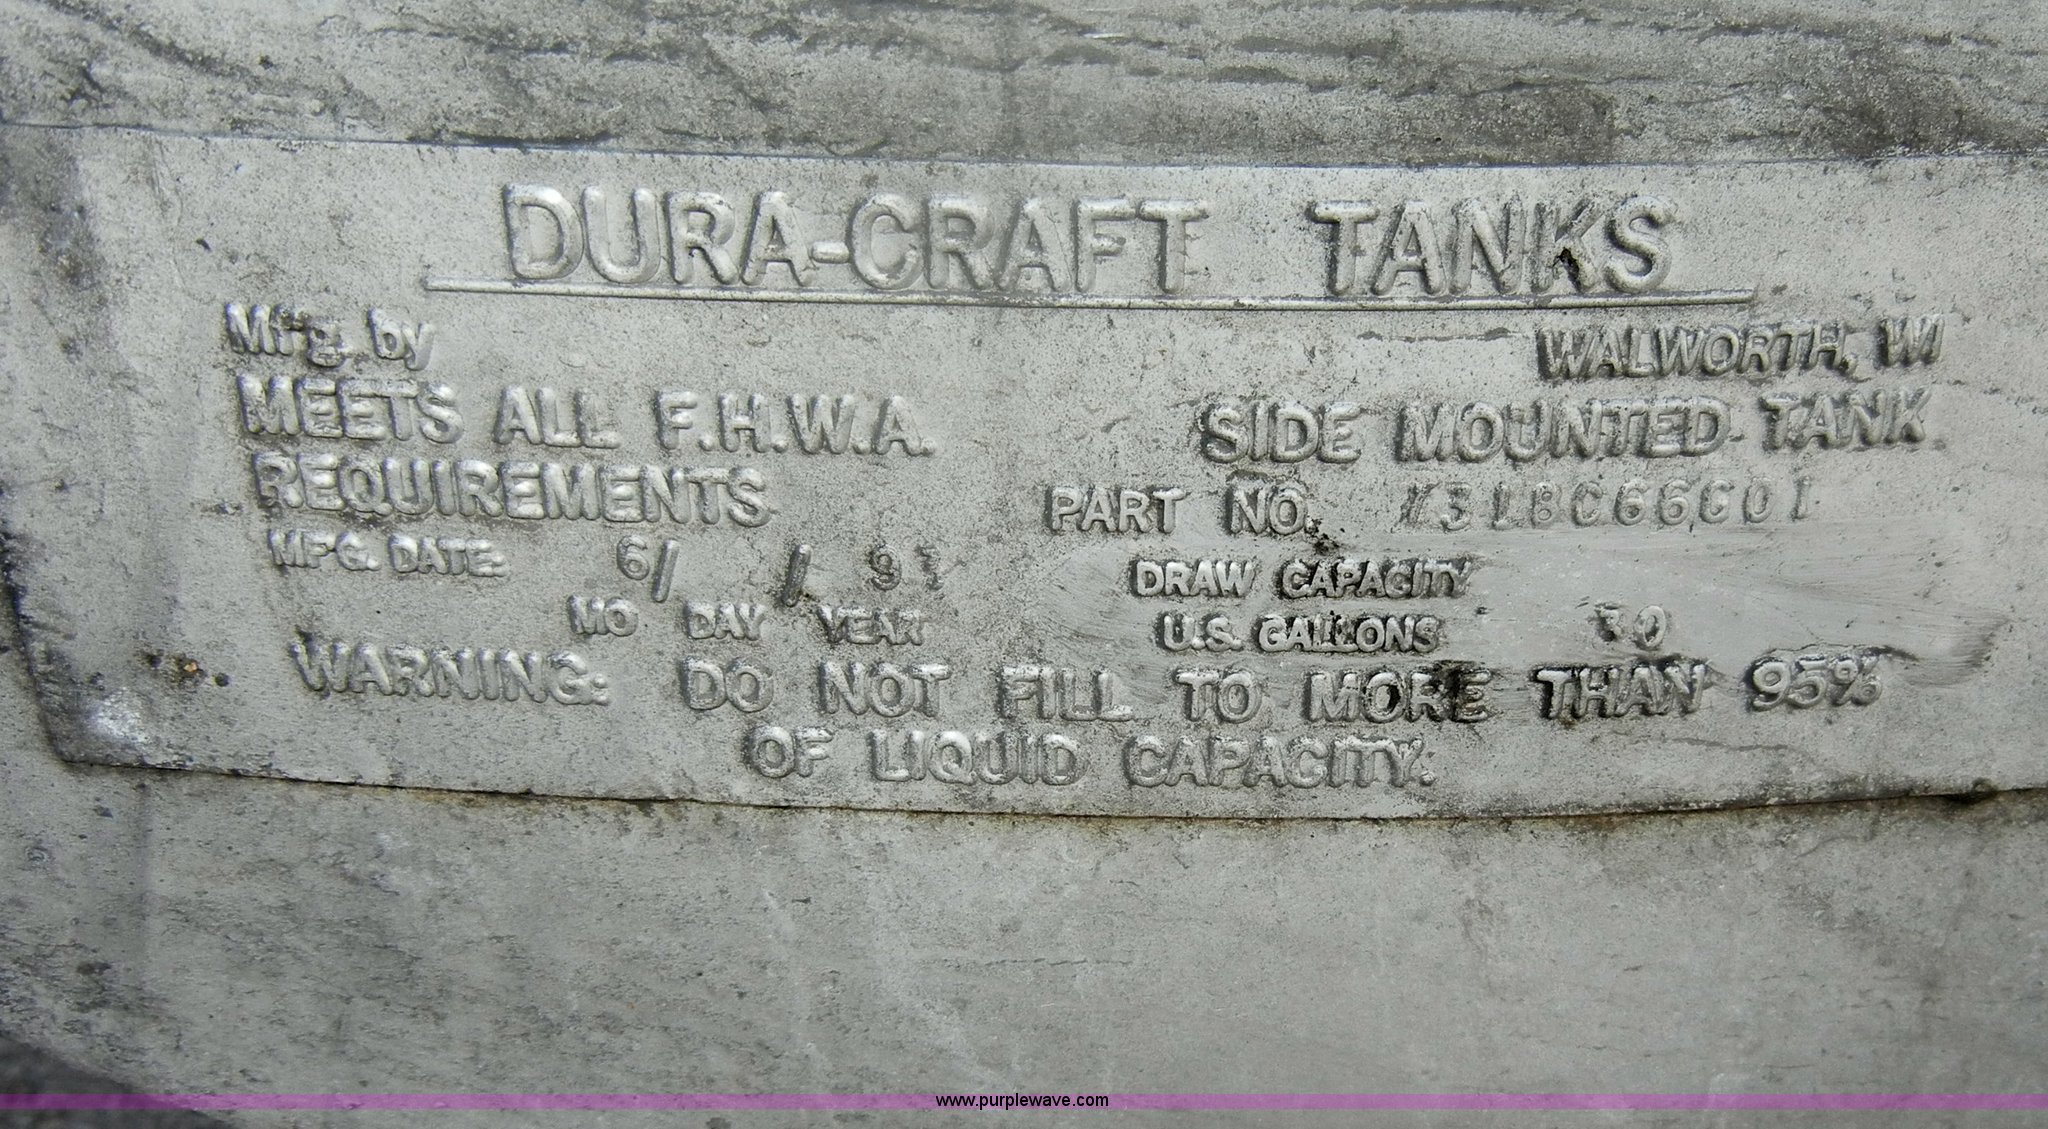 DURA-CRAFT TANKS
Mfg. by
WALWORTH, WI
MEETS ALL F.H.W.A. SIDE MOUNTED TANK
REQUIREMENTS PART NO.
MFG. DATE: 6/ /
DRAW CAPACITY
MO DAY YEAR U.S. GALLONS
WARNING: DO NOT FILL TO MORE THAN 95%
OF LIQUID CAPACITY.
www.purplewave.com